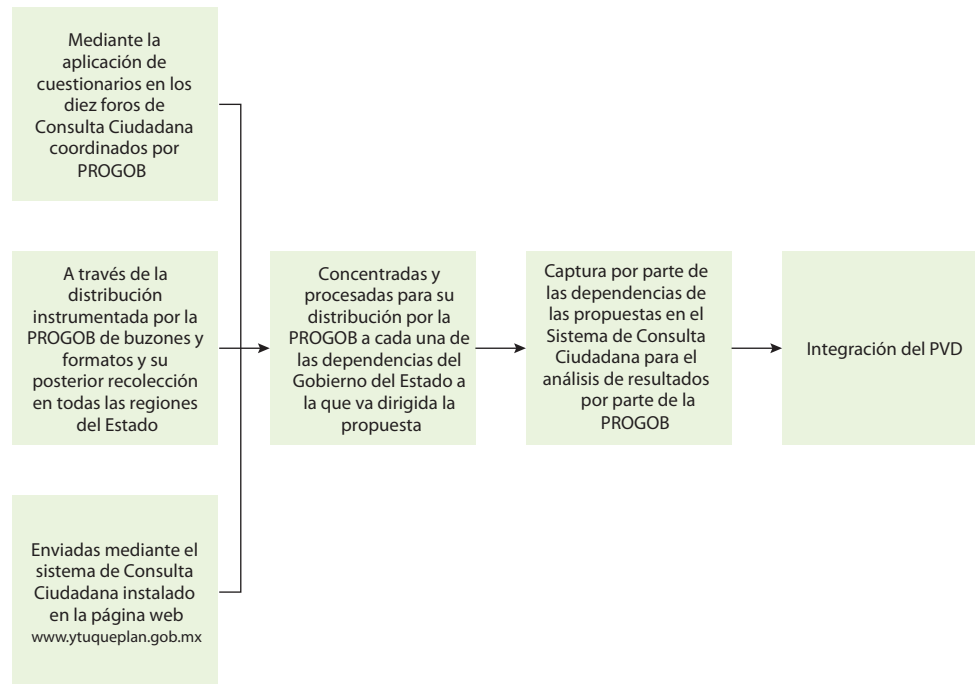 Mediante la
aplicación de
cuestionarios en los
diez foros de
Consulta Ciudadana
coordinados por
PROGOB
A través de la
distribución
instrumentada por la
PROGOB de buzones y
formatos y su
posterior recolección
en todas las regiones
del Estado
Enviadas mediante el
sistema de Consulta
Ciudadana instalado
en la página web
www.ytuqueplan.gob.mx
Concentradas y
procesadas para su
distribución por la
PROGOB a cada una de
las dependencias del
Gobierno del Estado a
la que va dirigida la
propuesta
Captura por parte de
las dependencias de
las propuestas en el
Sistema de Consulta
Ciudadana para el
análisis de resultados
por parte de la
PROGOB
Integración del PVD